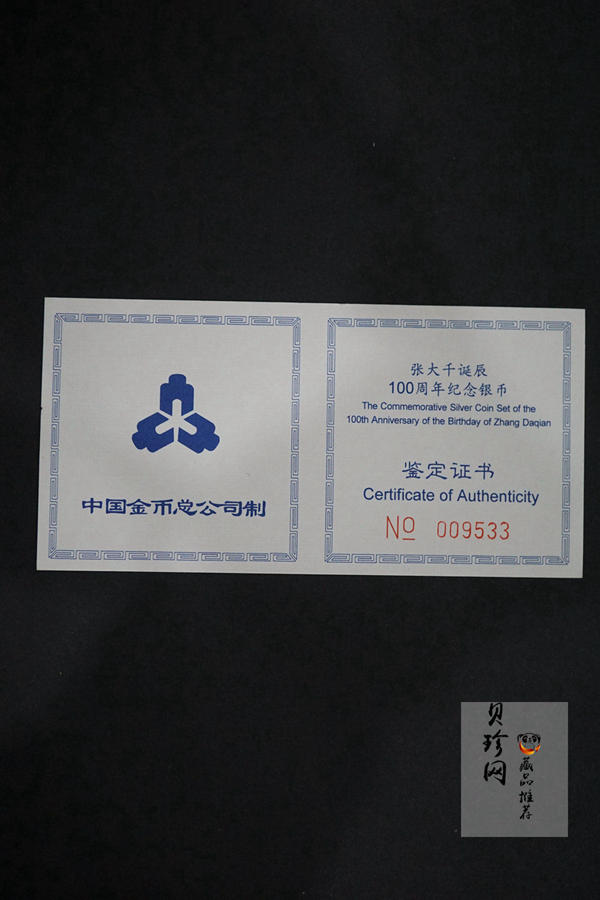 中国金币总公司制
张大千诞辰
100周年纪念银币
The Commemorative Silver Coin Set of the
100th Anniversary of the Birthday of Zhang Daqian
鉴定证书
Certificate of Authenticity
No 009533
贝珍网
藏品推荐